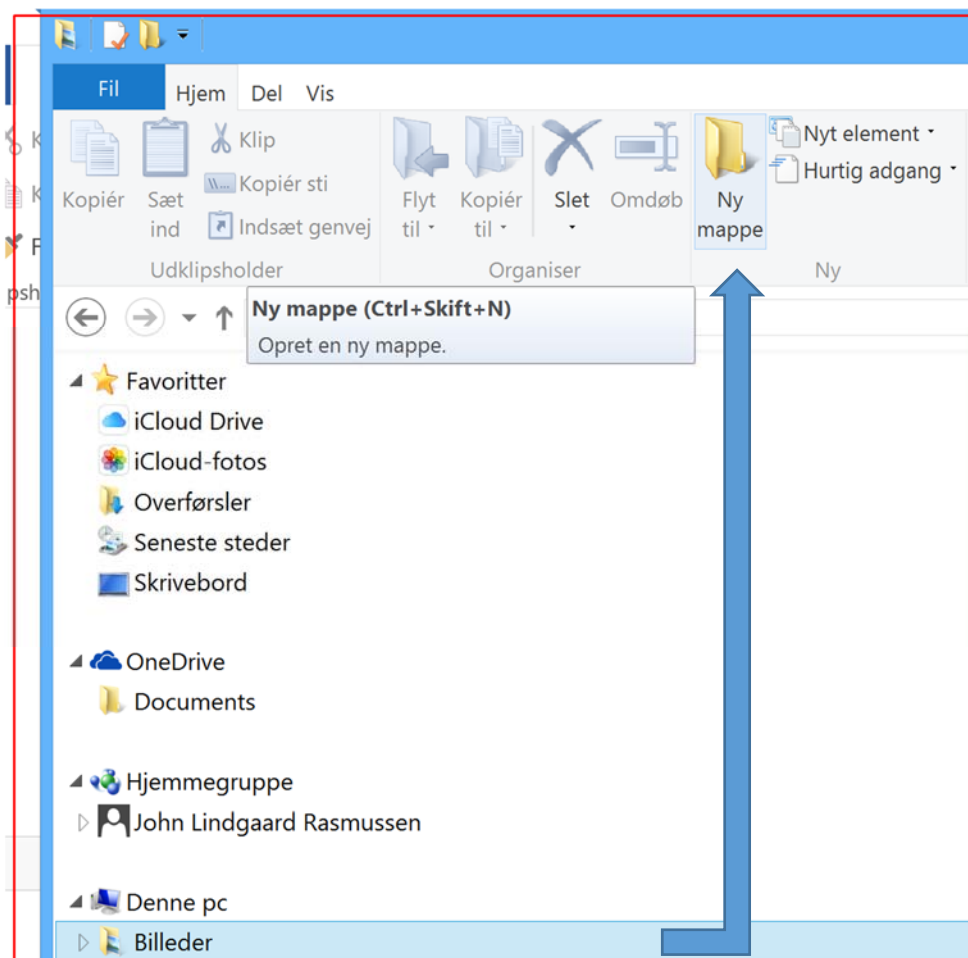 Fil Hjem Del Vis
Kopiér
Sæt
ind
Klip
Kopiér sti
Indsæt genvej
Udklipsholder
Flyt
til
Kopiér
til
Slet
Omdøb
Organiser
Ny
mappe
Nyt element
Hurtig adgang
Ny
K
K
F
psh
Ny mappe (Ctrl+Skift+N)
Opret en ny mappe.
Favoritter
iCloud Drive
iCloud-fotos
Overførsler
Seneste steder
Skrivebord
OneDrive
Documents
Hjemmegruppe
John Lindgaard Rasmussen
Denne pc
Billeder